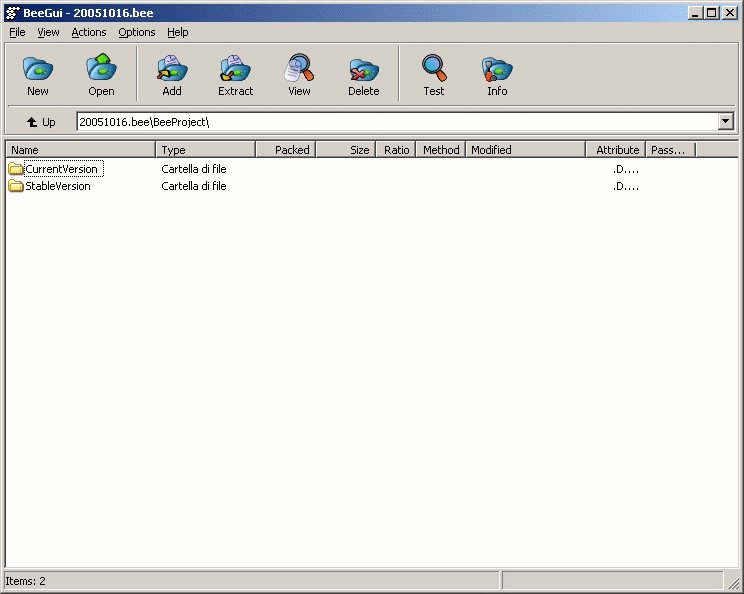 BeeGui - 20051016.bee
File View Actions Options Help
New Open Add Extract View Delete Test Info
Up 20051016.bee\BeeProject\
Name Type Packed Size Ratio Method Modified Attribute Pass...
CurrentVersion Cartella di file .D....
StableVersion Cartella di file .D....
Items: 2